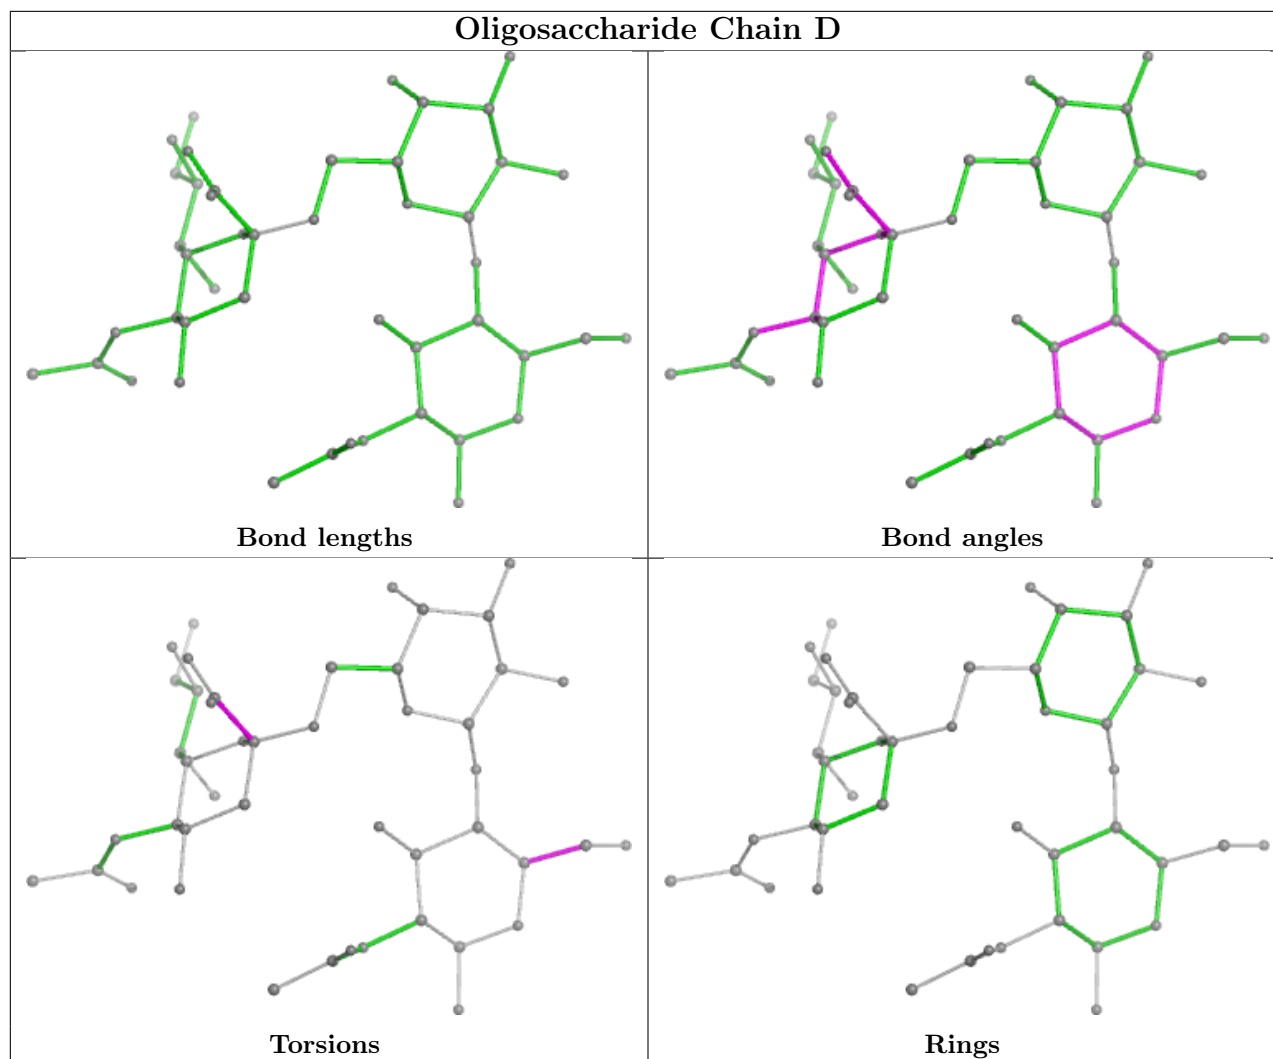 Oligosaccharide Chain D
Bond lengths
Bond angles
Torsions
Rings